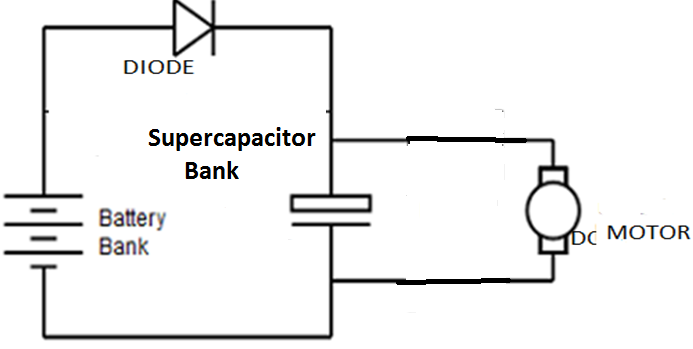 DIODE
Supercapacitor
Bank
Battery
Bank
DC MOTOR